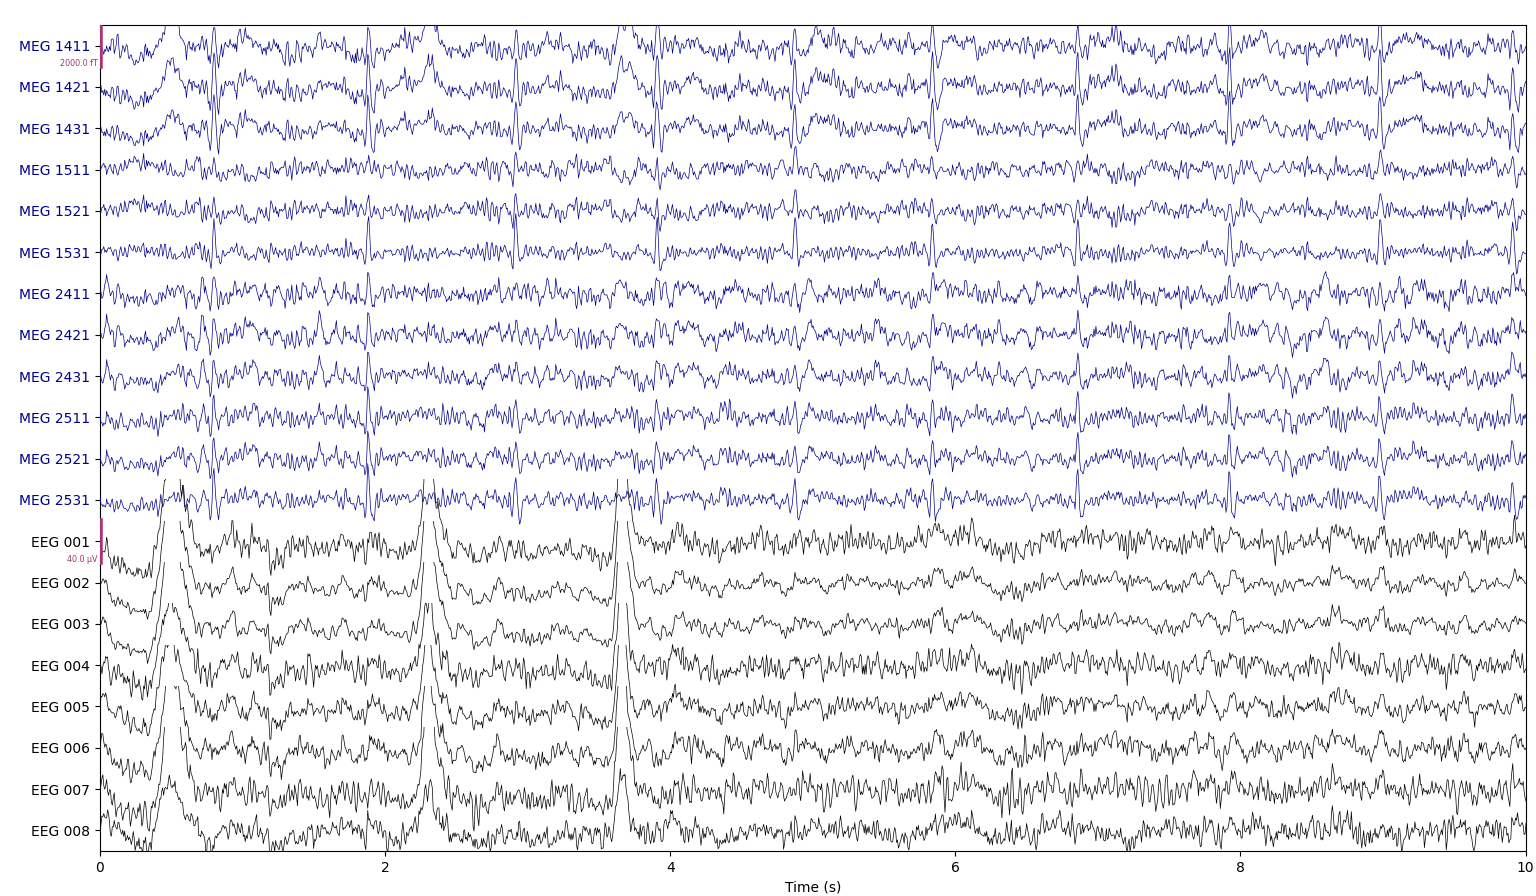 MEG 1411
2000.0 fT
MEG 1421
MEG 1431
MEG 1511
MEG 1521
MEG 1531
MEG 2411
MEG 2421
MEG 2431
MEG 2511
MEG 2521
MEG 2531
EEG 001
40.0 µV
EEG 002
EEG 003
EEG 004
EEG 005
EEG 006
EEG 007
EEG 008
0 2 4 6 8 10
Time (s)